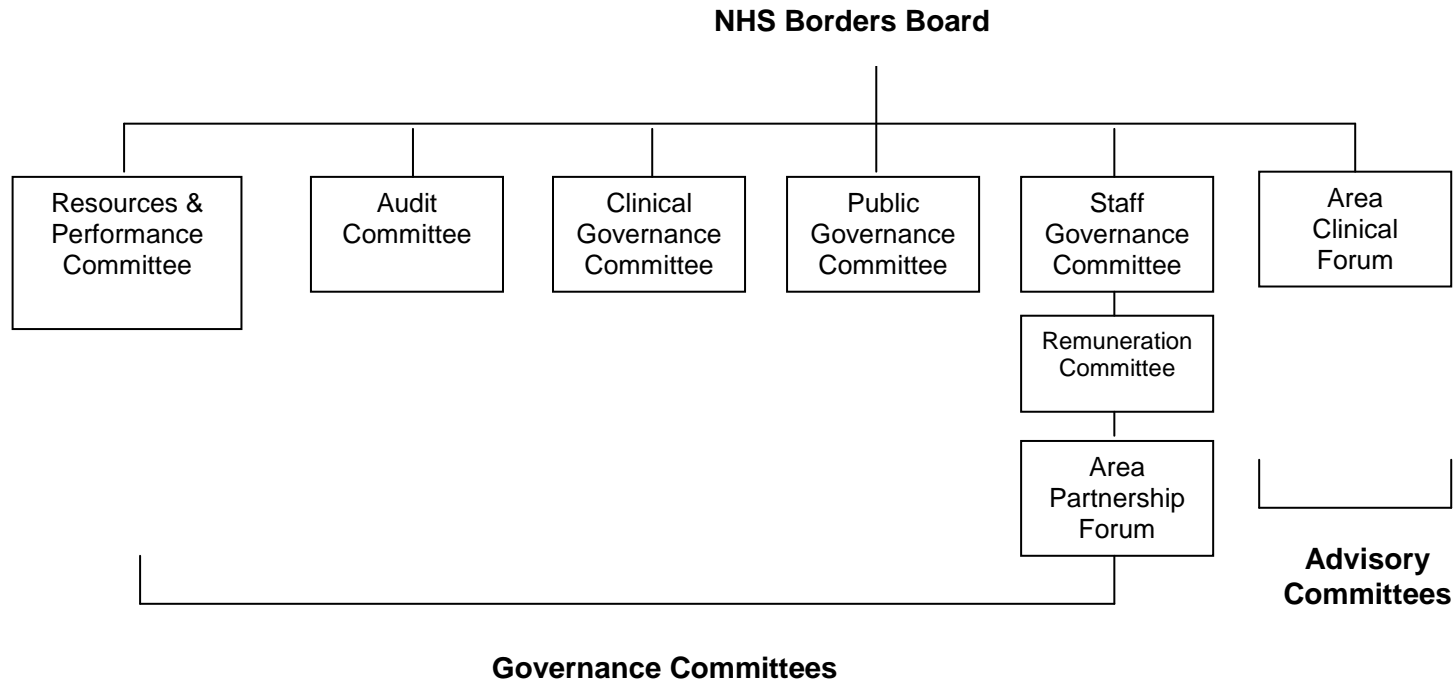 NHS Borders Board
Resources &
Performance
Committee
Audit
Committee
Clinical
Governance
Committee
Public
Governance
Committee
Staff
Governance
Committee
Area
Clinical
Forum
Remuneration
Committee
Area
Partnership
Forum
Advisory
Committees
Governance Committees